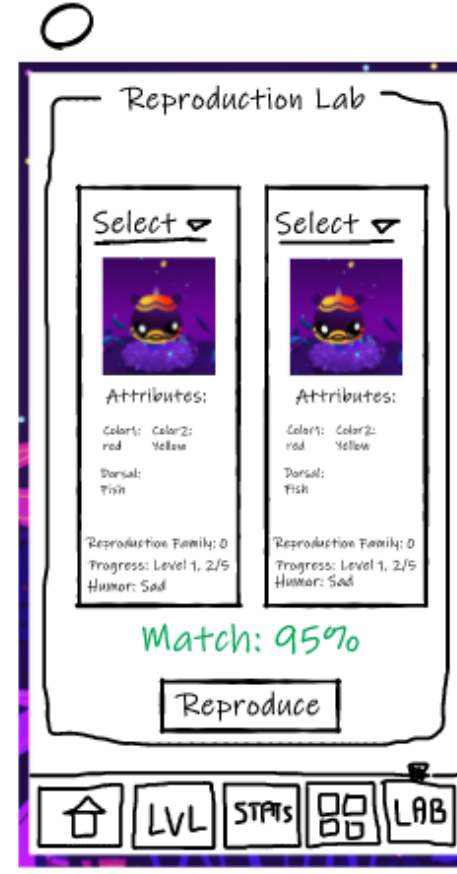 Reproduction Lab
Select
Attributes:
Color1: Color2:
red Yellow
Dorsal:
Fish
Reproduction Family: 0
Progress: Level 1, 2/5
Humor: Sad
Select
Attributes:
Color1: Color2:
red Yellow
Dorsal:
Fish
Reproduction Family: 0
Progress: Level 1, 2/5
Humor: Sad
Match: 95%
Reproduce
LVL
STATS
LAB